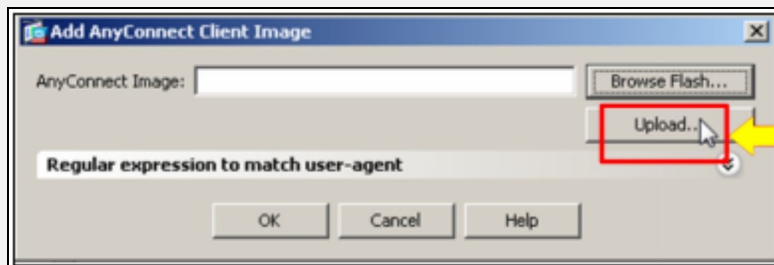 Add AnyConnect Client Image
AnyConnect Image: Browse Flash...
Upload...
Regular expression to match user-agent
OK Cancel Help